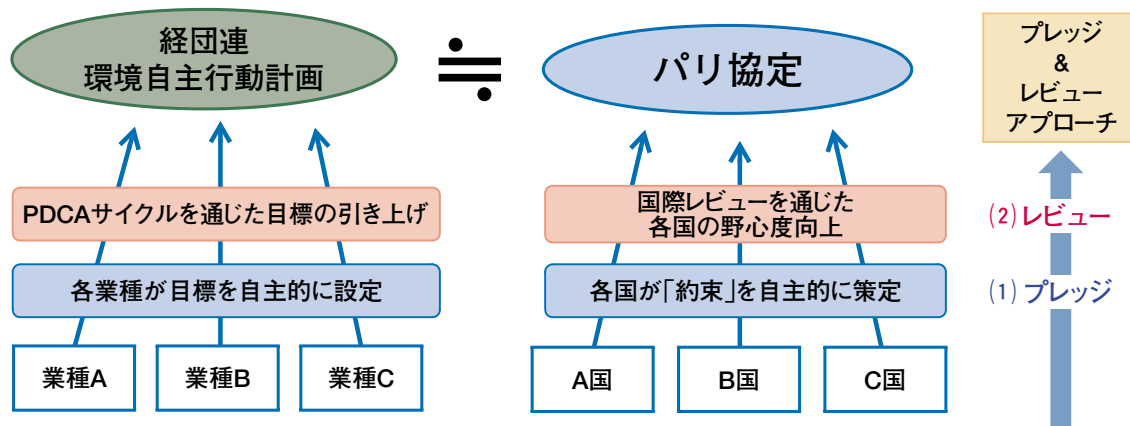 経団連
環境自主行動計画
≒
パリ協定
プレッジ
&
レビュー
アプローチ
PDCAサイクルを通じた目標の引き上げ
国際レビューを通じた
各国の野心度向上
(2)レビュー
各業種が目標を自主的に設定
各国が「約束」を自主的に策定
(1)プレッジ
業種A
業種B
業種C
A国
B国
C国